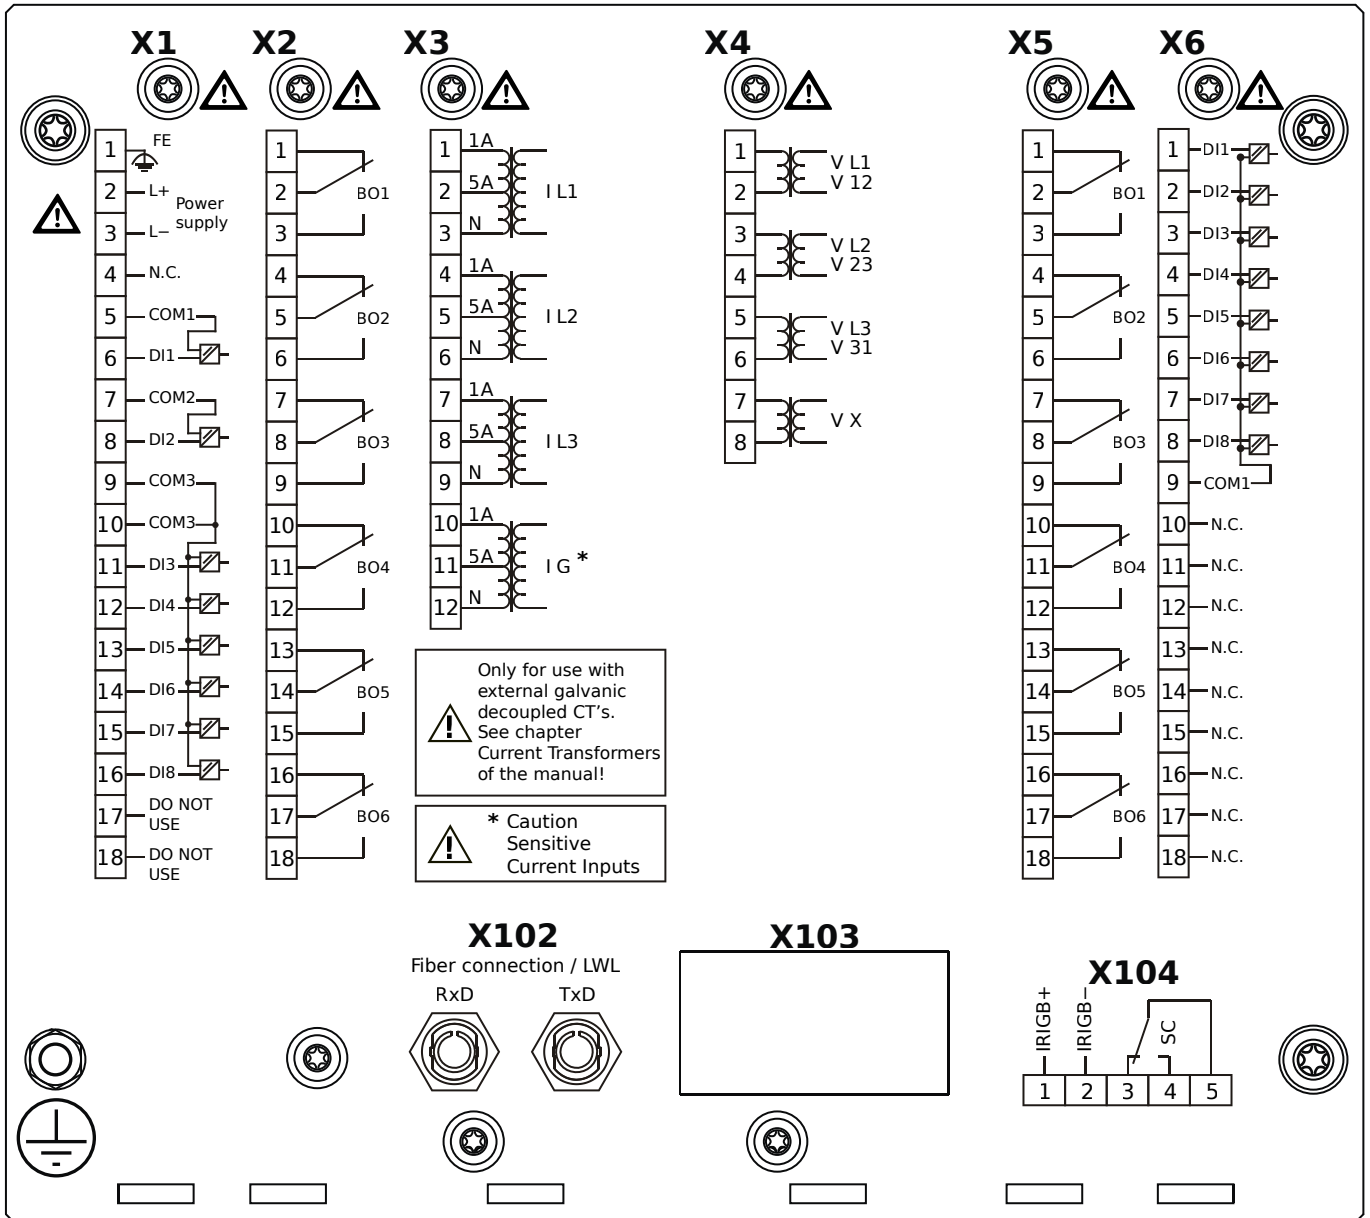 X1 X2 X3 X4 X5 X6
1 FE
2 L+
Power
supply
3 L−
4 N.C.
5 COM1
6 DI1
7 COM2
8 DI2
9 COM3
10 COM3
11 DI3
12 DI4
13 DI5
14 DI6
15 DI7
16 DI8
17 DO NOT
USE
18 DO NOT
USE
1
2 BO1
3
4
5 BO2
6
7
8 BO3
9
10
11 BO4
12
13
14 BO5
15
16
17 BO6
18
1 1A
2 5A I L1
3 N
4 1A
5 5A I L2
6 N
7 1A
8 5A I L3
9 N
10 1A
11 5A I G *
12 N
Only for use with
external galvanic
decoupled CT's.
See chapter
Current Transformers
of the manual!
* Caution
Sensitive
Current Inputs
1 V L1
2 V 12
3 V L2
4 V 23
5 V L3
6 V 31
7 V X
8
1
2 BO1
3
4
5 BO2
6
7
8 BO3
9
10
11 BO4
12
13
14 BO5
15
16
17 BO6
18
1 DI1
2 DI2
3 DI3
4 DI4
5 DI5
6 DI6
7 DI7
8 DI8
9 COM1
10 N.C.
11 N.C.
12 N.C.
13 N.C.
14 N.C.
15 N.C.
16 N.C.
17 N.C.
18 N.C.
X102
Fiber connection / LWL
RxD TxD
X103
X104
IRIGB+
IRIGB−
SC
1 2 3 4 5